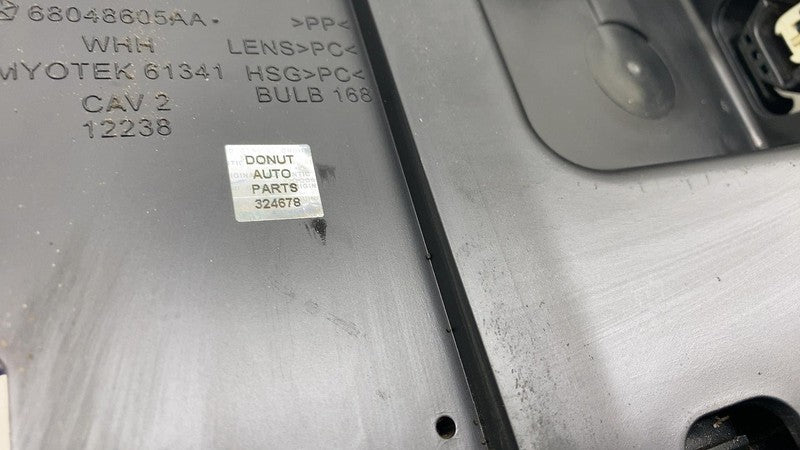 68048605AA-
WHH
MYOTEK 61341
CAV 2
12238
>PP<
LENS>PC<
HSG>PC<
BULB 168
DONUT
AUTO
PARTS
324678